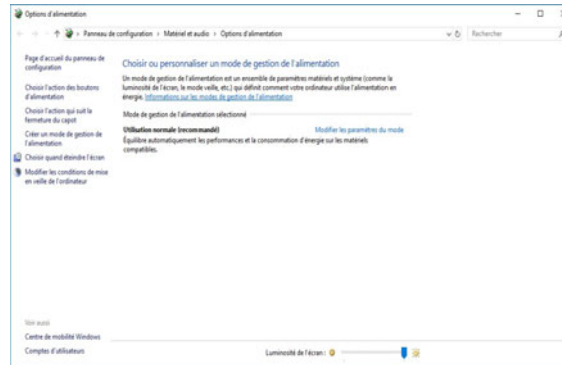 Options d'alimentation
Panneau de configuration › Matériel et audio › Options d'alimentation
Rechercher
Page d'accueil du panneau de
configuration
Choisir l'action des boutons
d'alimentation
Choisir l'action qui suit la
fermeture du capot
Créer un mode de gestion de
l'alimentation
Choisir quand éteindre l'écran
Modifier les conditions de mise
en veille de l'ordinateur
Choisir ou personnaliser un mode de gestion de l'alimentation
Un mode de gestion de l'alimentation est un ensemble de paramètres matériels et système (comme la
luminosité de l'écran, le mode veille, etc.) qui définit comment votre ordinateur utilise l'alimentation en
énergie. Informations sur les modes de gestion de l'alimentation
Mode de gestion de l'alimentation sélectionné
Utilisation normale (recommandé) Modifier les paramètres du mode
Équilibre automatiquement les performances et la consommation d'énergie sur les matériels
compatibles.
Voir aussi
Centre de mobilité Windows
Comptes d'utilisateurs
Luminosité de l'écran :